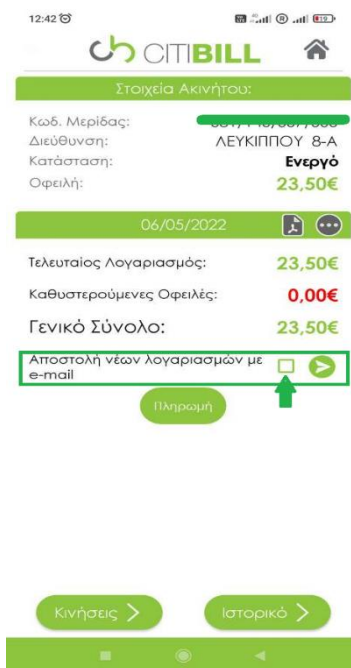 12:42
CITIBILL
Στοιχεία Ακινήτου:
Κωδ. Μερίδας:
Διεύθυνση: ΛΕΥΚΙΠΠΟΥ 8-Α
Κατάσταση: Ενεργό
Οφειλή: 23,50€
06/05/2022
Τελευταίος Λογαριασμός: 23,50€
Καθυστερούμενες Οφειλές: 0,00€
Γενικό Σύνολο: 23,50€
Αποστολή νέων λογαριασμών με
e-mail
Πληρωμή
Κινήσεις
Ιστορικό